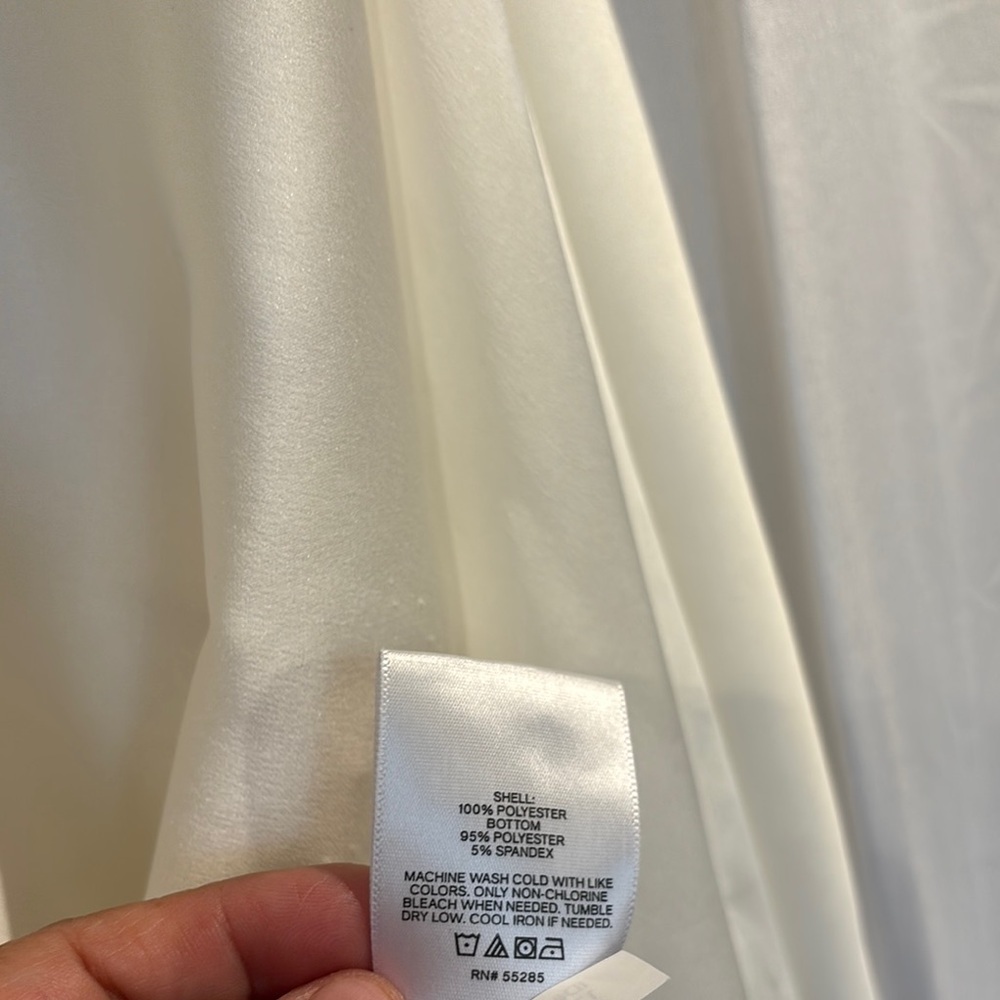 SHELL:
100% POLYESTER
BOTTOM
95% POLYESTER
5% SPANDEX
MACHINE WASH COLD WITH LIKE
COLORS. ONLY NON-CHLORINE
BLEACH WHEN NEEDED. TUMBLE
DRY LOW. COOL IRON IF NEEDED.
RN# 55285